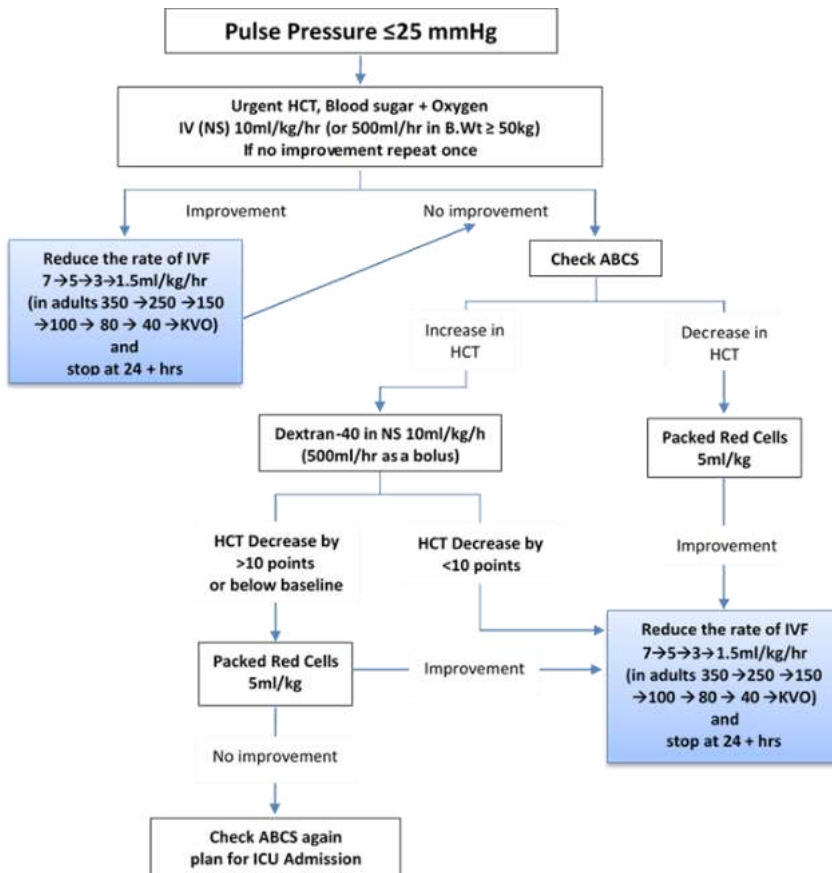 Pulse Pressure ≤25 mmHg
Urgent HCT, Blood sugar + Oxygen
IV (NS) 10ml/kg/hr (or 500ml/hr in B.Wt ≥ 50kg)
If no improvement repeat once
Improvement
No improvement
Reduce the rate of IVF
7→5→3→1.5ml/kg/hr
(in adults 350 →250 →150
→100 → 80 → 40 →KVO)
and
stop at 24 + hrs
Check ABCS
Increase in
HCT
Decrease in
HCT
Dextran-40 in NS 10ml/kg/h
(500ml/hr as a bolus)
Packed Red Cells
5ml/kg
HCT Decrease by
>10 points
or below baseline
HCT Decrease by
<10 points
Improvement
Packed Red Cells
5ml/kg
Improvement
Reduce the rate of IVF
7→5→3→1.5ml/kg/hr
(in adults 350 →250 →150
→100 → 80 → 40 →KVO)
and
stop at 24 + hrs
No improvement
Check ABCS again
plan for ICU Admission